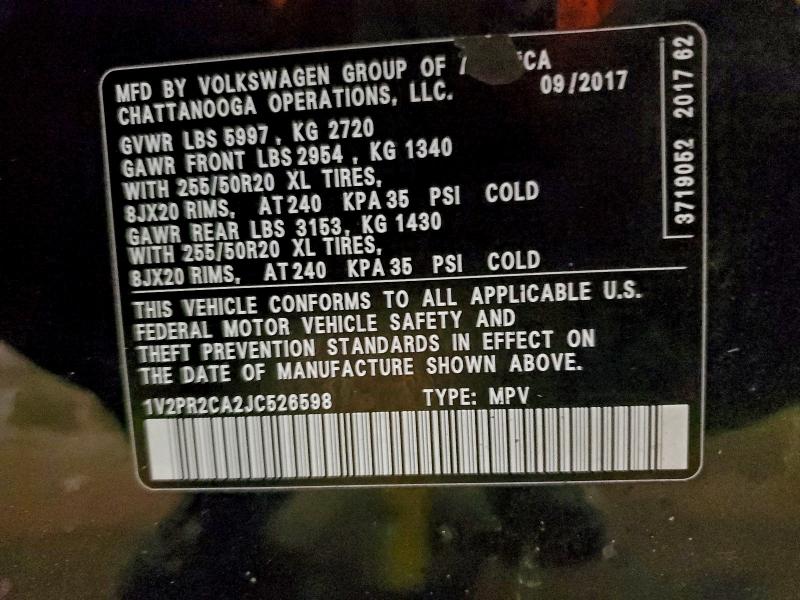 MFD BY VOLKSWAGEN GROUP OF
CHATTANOOGA OPERATIONS, LLC.
09/2017
GVWR LBS 5997, KG 2720
GAWR FRONT LBS 2954, KG 1340
WITH 255/50R20 XL TIRES,
8JX20 RIMS, AT 240 KPA 35 PSI COLD
GAWR REAR LBS 3153, KG 1430
WITH 255/50R20 XL TIRES,
8JX20 RIMS, AT 240 KPA 35 PSI COLD
THIS VEHICLE CONFORMS TO ALL APPLICABLE U.S.
FEDERAL MOTOR VEHICLE SAFETY AND
THEFT PREVENTION STANDARDS IN EFFECT ON
THE DATE OF MANUFACTURE SHOWN ABOVE.
1V2PR2CA2JC526598 TYPE: MPV
3719052 2017 62